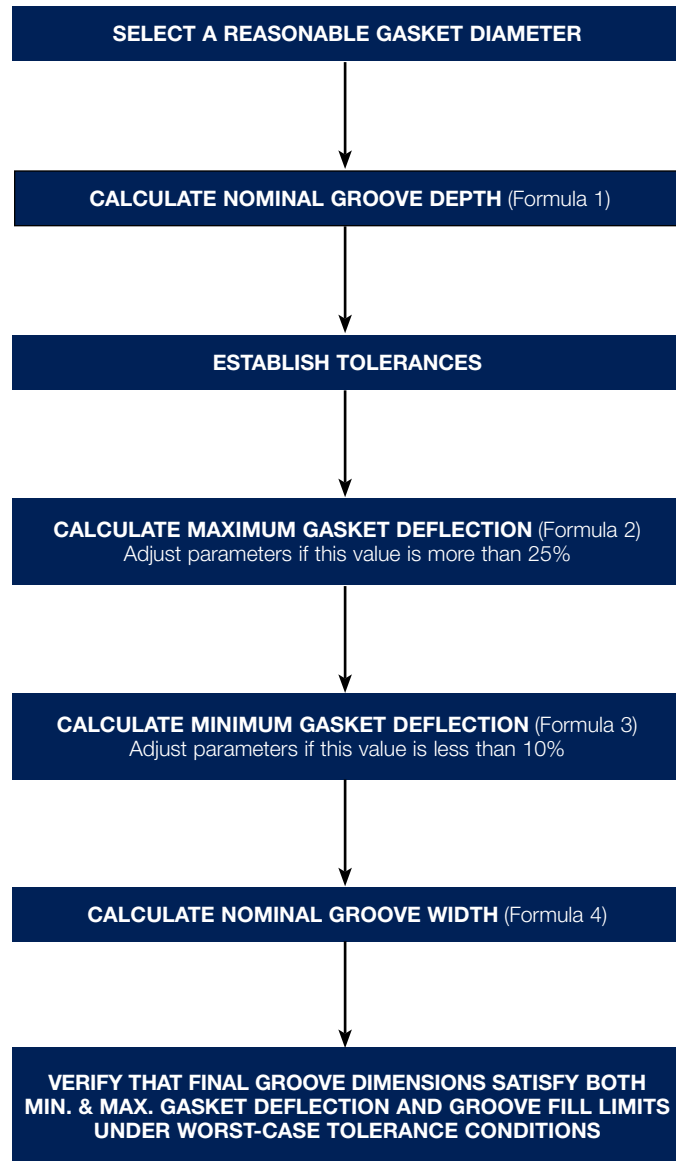 SELECT A REASONABLE GASKET DIAMETER
CALCULATE NOMINAL GROOVE DEPTH (Formula 1)
ESTABLISH TOLERANCES
CALCULATE MAXIMUM GASKET DEFLECTION (Formula 2)
Adjust parameters if this value is more than 25%
CALCULATE MINIMUM GASKET DEFLECTION (Formula 3)
Adjust parameters if this value is less than 10%
CALCULATE NOMINAL GROOVE WIDTH (Formula 4)
VERIFY THAT FINAL GROOVE DIMENSIONS SATISFY BOTH
MIN. & MAX. GASKET DEFLECTION AND GROOVE FILL LIMITS
UNDER WORST-CASE TOLERANCE CONDITIONS